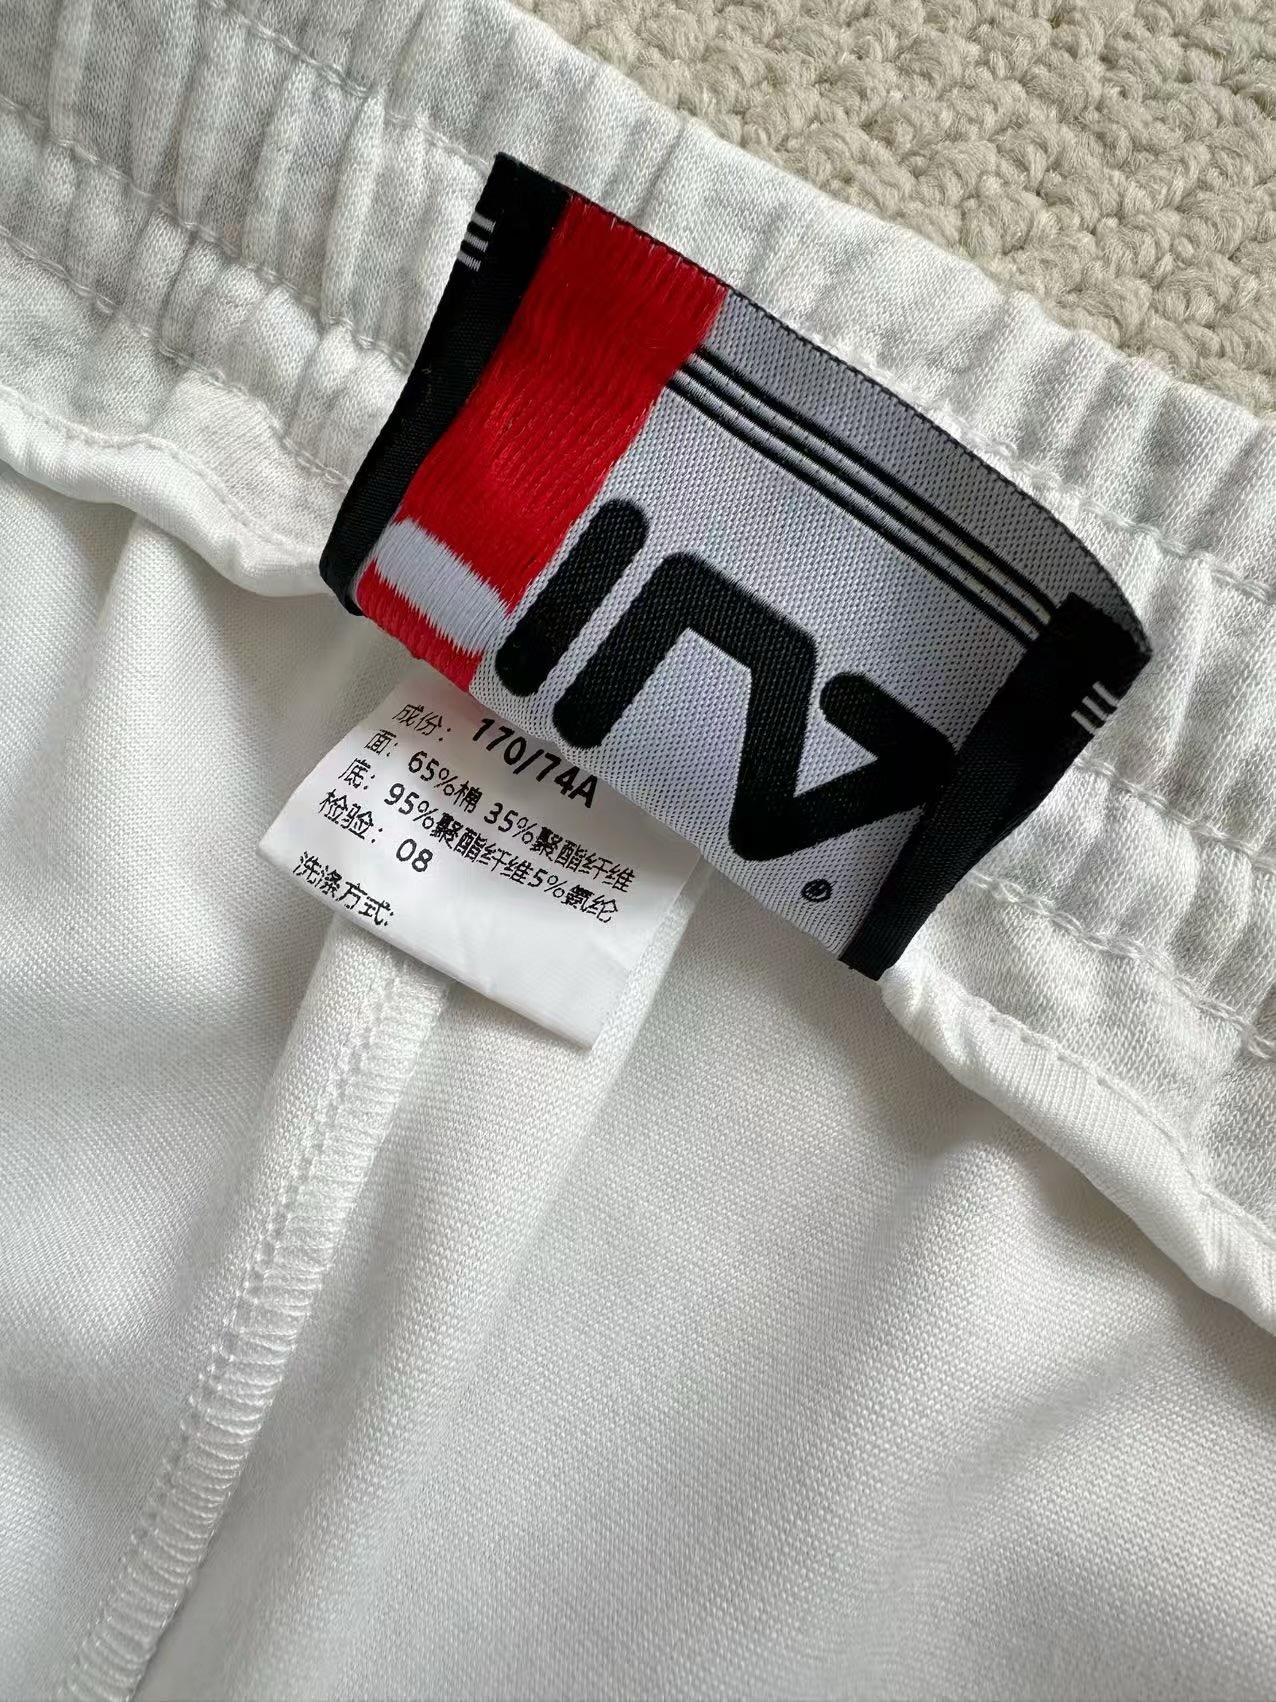 170/74A
成份:
面: 65%棉 35%聚酯纤维
底: 95%聚酯纤维5%氨纶
检验: 08
洗涤方式: